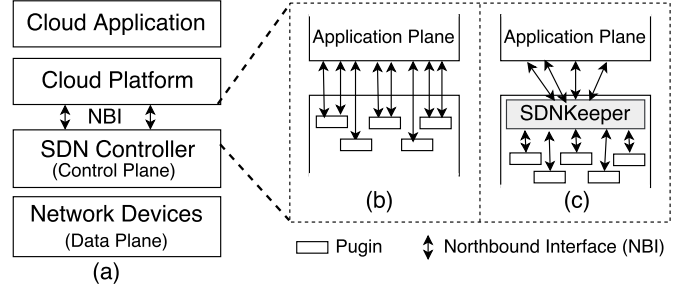 Cloud Application
Cloud Platform
NBI
SDN Controller
(Control Plane)
Network Devices
(Data Plane)
(a)
Application Plane
(b)
Application Plane
SDNKeeper
(c)
Pugin
Northbound Interface (NBI)